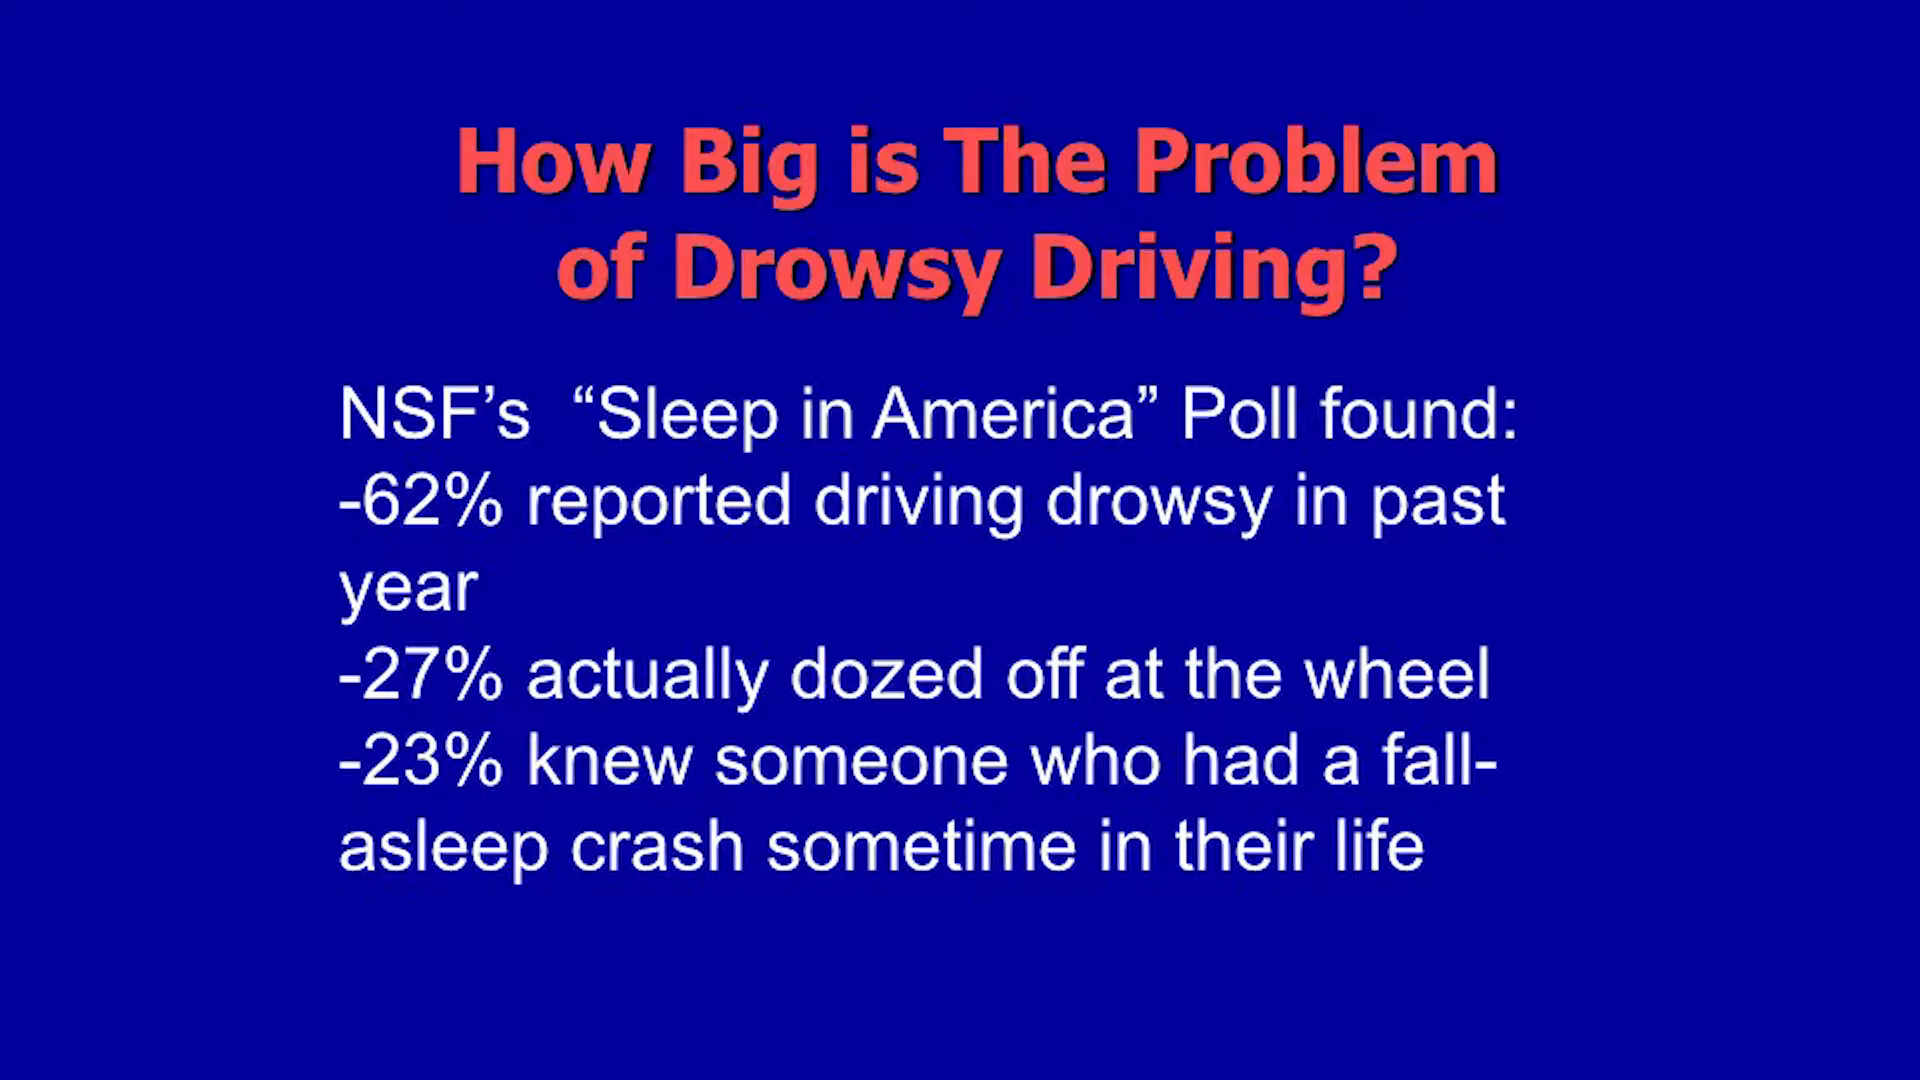 How Big is The Problem
of Drowsy Driving?
NSF’s  “Sleep in America” Poll found:
-62% reported driving drowsy in past
year
-27% actually dozed off at the wheel
-23% knew someone who had a fall-
asleep crash sometime in their life